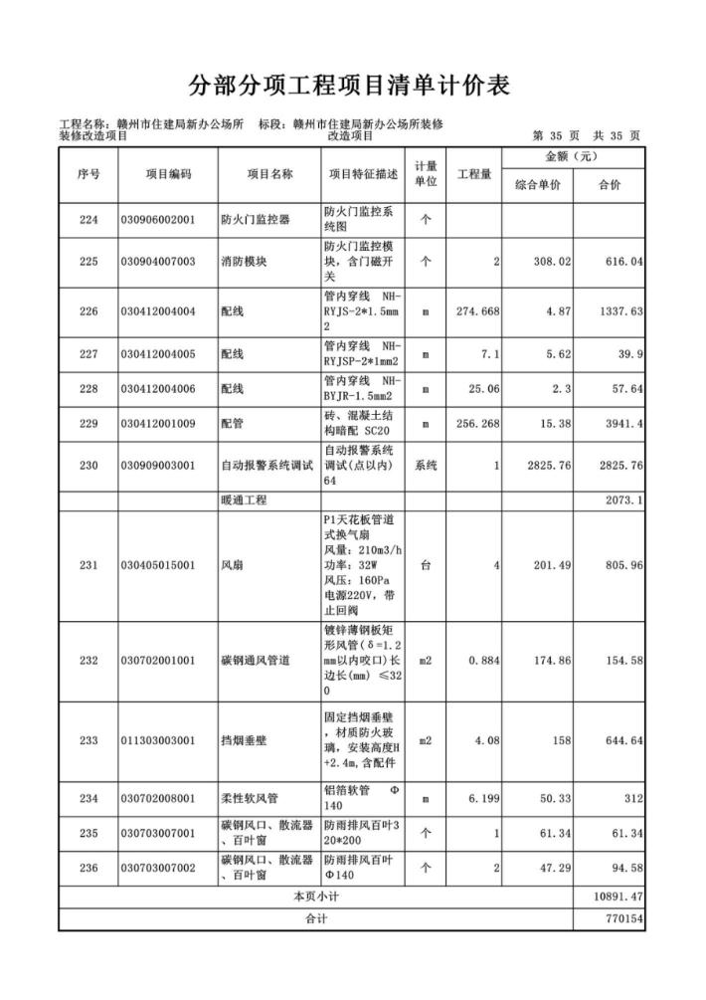 分部分项工程项目清单计价表
工程名称：赣州市住建局新办公场所装修改造项目 标段：赣州市住建局新办公场所装修改造项目 第 35 页 共 35 页
序号 项目编码 项目名称 项目特征描述 计量单位 工程量 金额（元）
综合单价 合价
224 030906002001 防火门监控器 防火门监控系统图 个
225 030904007003 消防模块 防火门监控模块，含门磁开关 个 2 308.02 616.04
226 030412004004 配线 管内穿线 NH-RYJS-2*1.5mm2 m 274.668 4.87 1337.63
227 030412004005 配线 管内穿线 NH-RYJSP-2*1mm2 m 7.1 5.62 39.9
228 030412004006 配线 管内穿线 NH-BYJR-1.5mm2 m 25.06 2.3 57.64
229 030412001009 配管 砖、混凝土结构暗配 SC20 m 256.268 15.38 3941.4
230 030909003001 自动报警系统调试 自动报警系统调试(点以内) 64 系统 1 2825.76 2825.76
暖通工程 2073.1
231 030405015001 风扇 P1天花板管道式换气扇 风量：210m3/h 功率：32W 风压：160Pa 电源220V，带止回阀 台 4 201.49 805.96
232 030702001001 碳钢通风管道 镀锌薄钢板矩形风管(δ=1.2mm以内咬口)长边长(mm) ≤320 m2 0.884 174.86 154.58
233 011303003001 挡烟垂壁 固定挡烟垂壁，材质防火玻璃，安装高度H+2.4m,含配件 m2 4.08 158 644.64
234 030702008001 柔性软风管 铝箔软管 Φ140 m 6.199 50.33 312
235 030703007001 碳钢风口、散流器、百叶窗 防雨排风百叶320*200 个 1 61.34 61.34
236 030703007002 碳钢风口、散流器、百叶窗 防雨排风百叶Φ140 个 2 47.29 94.58
本页小计 10891.47
合计 770154